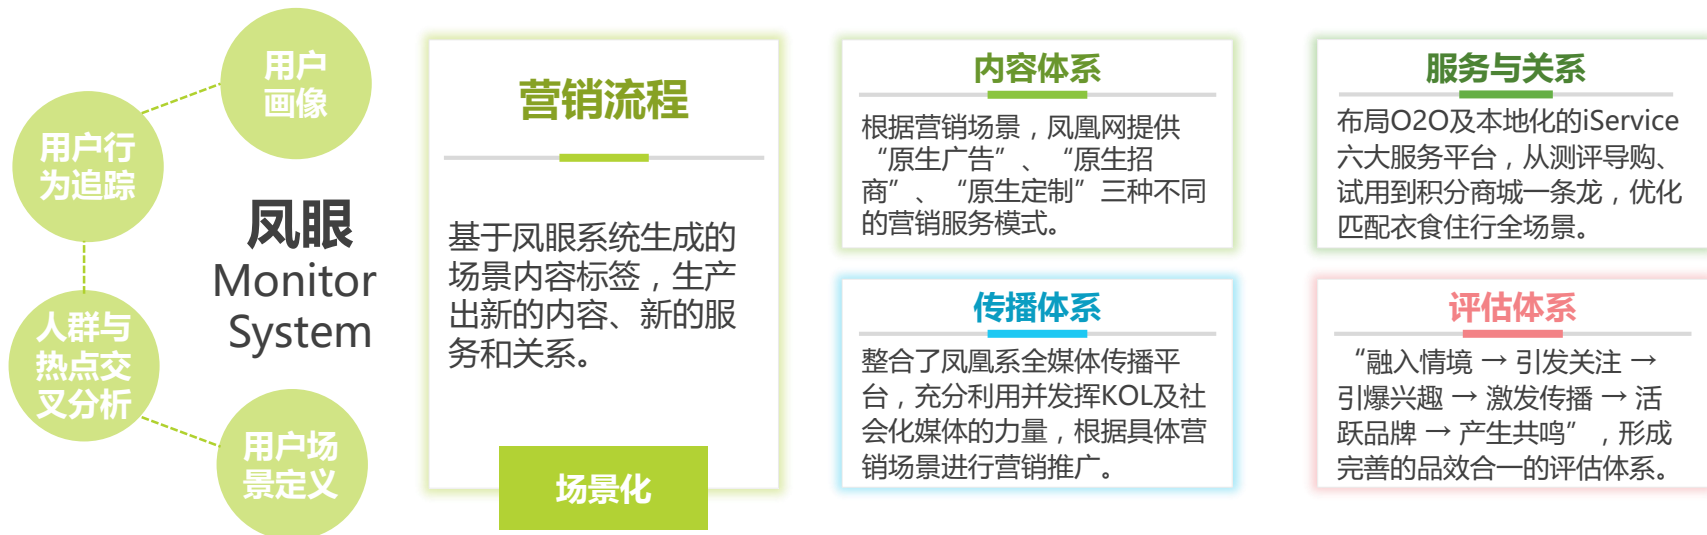 用户
画像
用户行
为追踪
凤眼
Monitor
System
人群与
热点交
叉分析
用户场
景定义
营销流程
基于凤眼系统生成的
场景内容标签，生产
出新的内容、新的服
务和关系。
场景化
内容体系
根据营销场景，凤凰网提供
“原生广告”、“原生招
商”、“原生定制”三种不同
的营销服务模式。
服务与关系
布局O2O及本地化的iService
六大服务平台，从测评导购、
试用到积分商城一条龙，优化
匹配衣食住行全场景。
传播体系
整合了凤凰系全媒体传播平
台，充分利用并发挥KOL及社
会化媒体的力量，根据具体营
销场景进行营销推广。
评估体系
“融入情境 → 引发关注 →
引爆兴趣 → 激发传播 → 活
跃品牌 → 产生共鸣”，形成
完善的品效合一的评估体系。